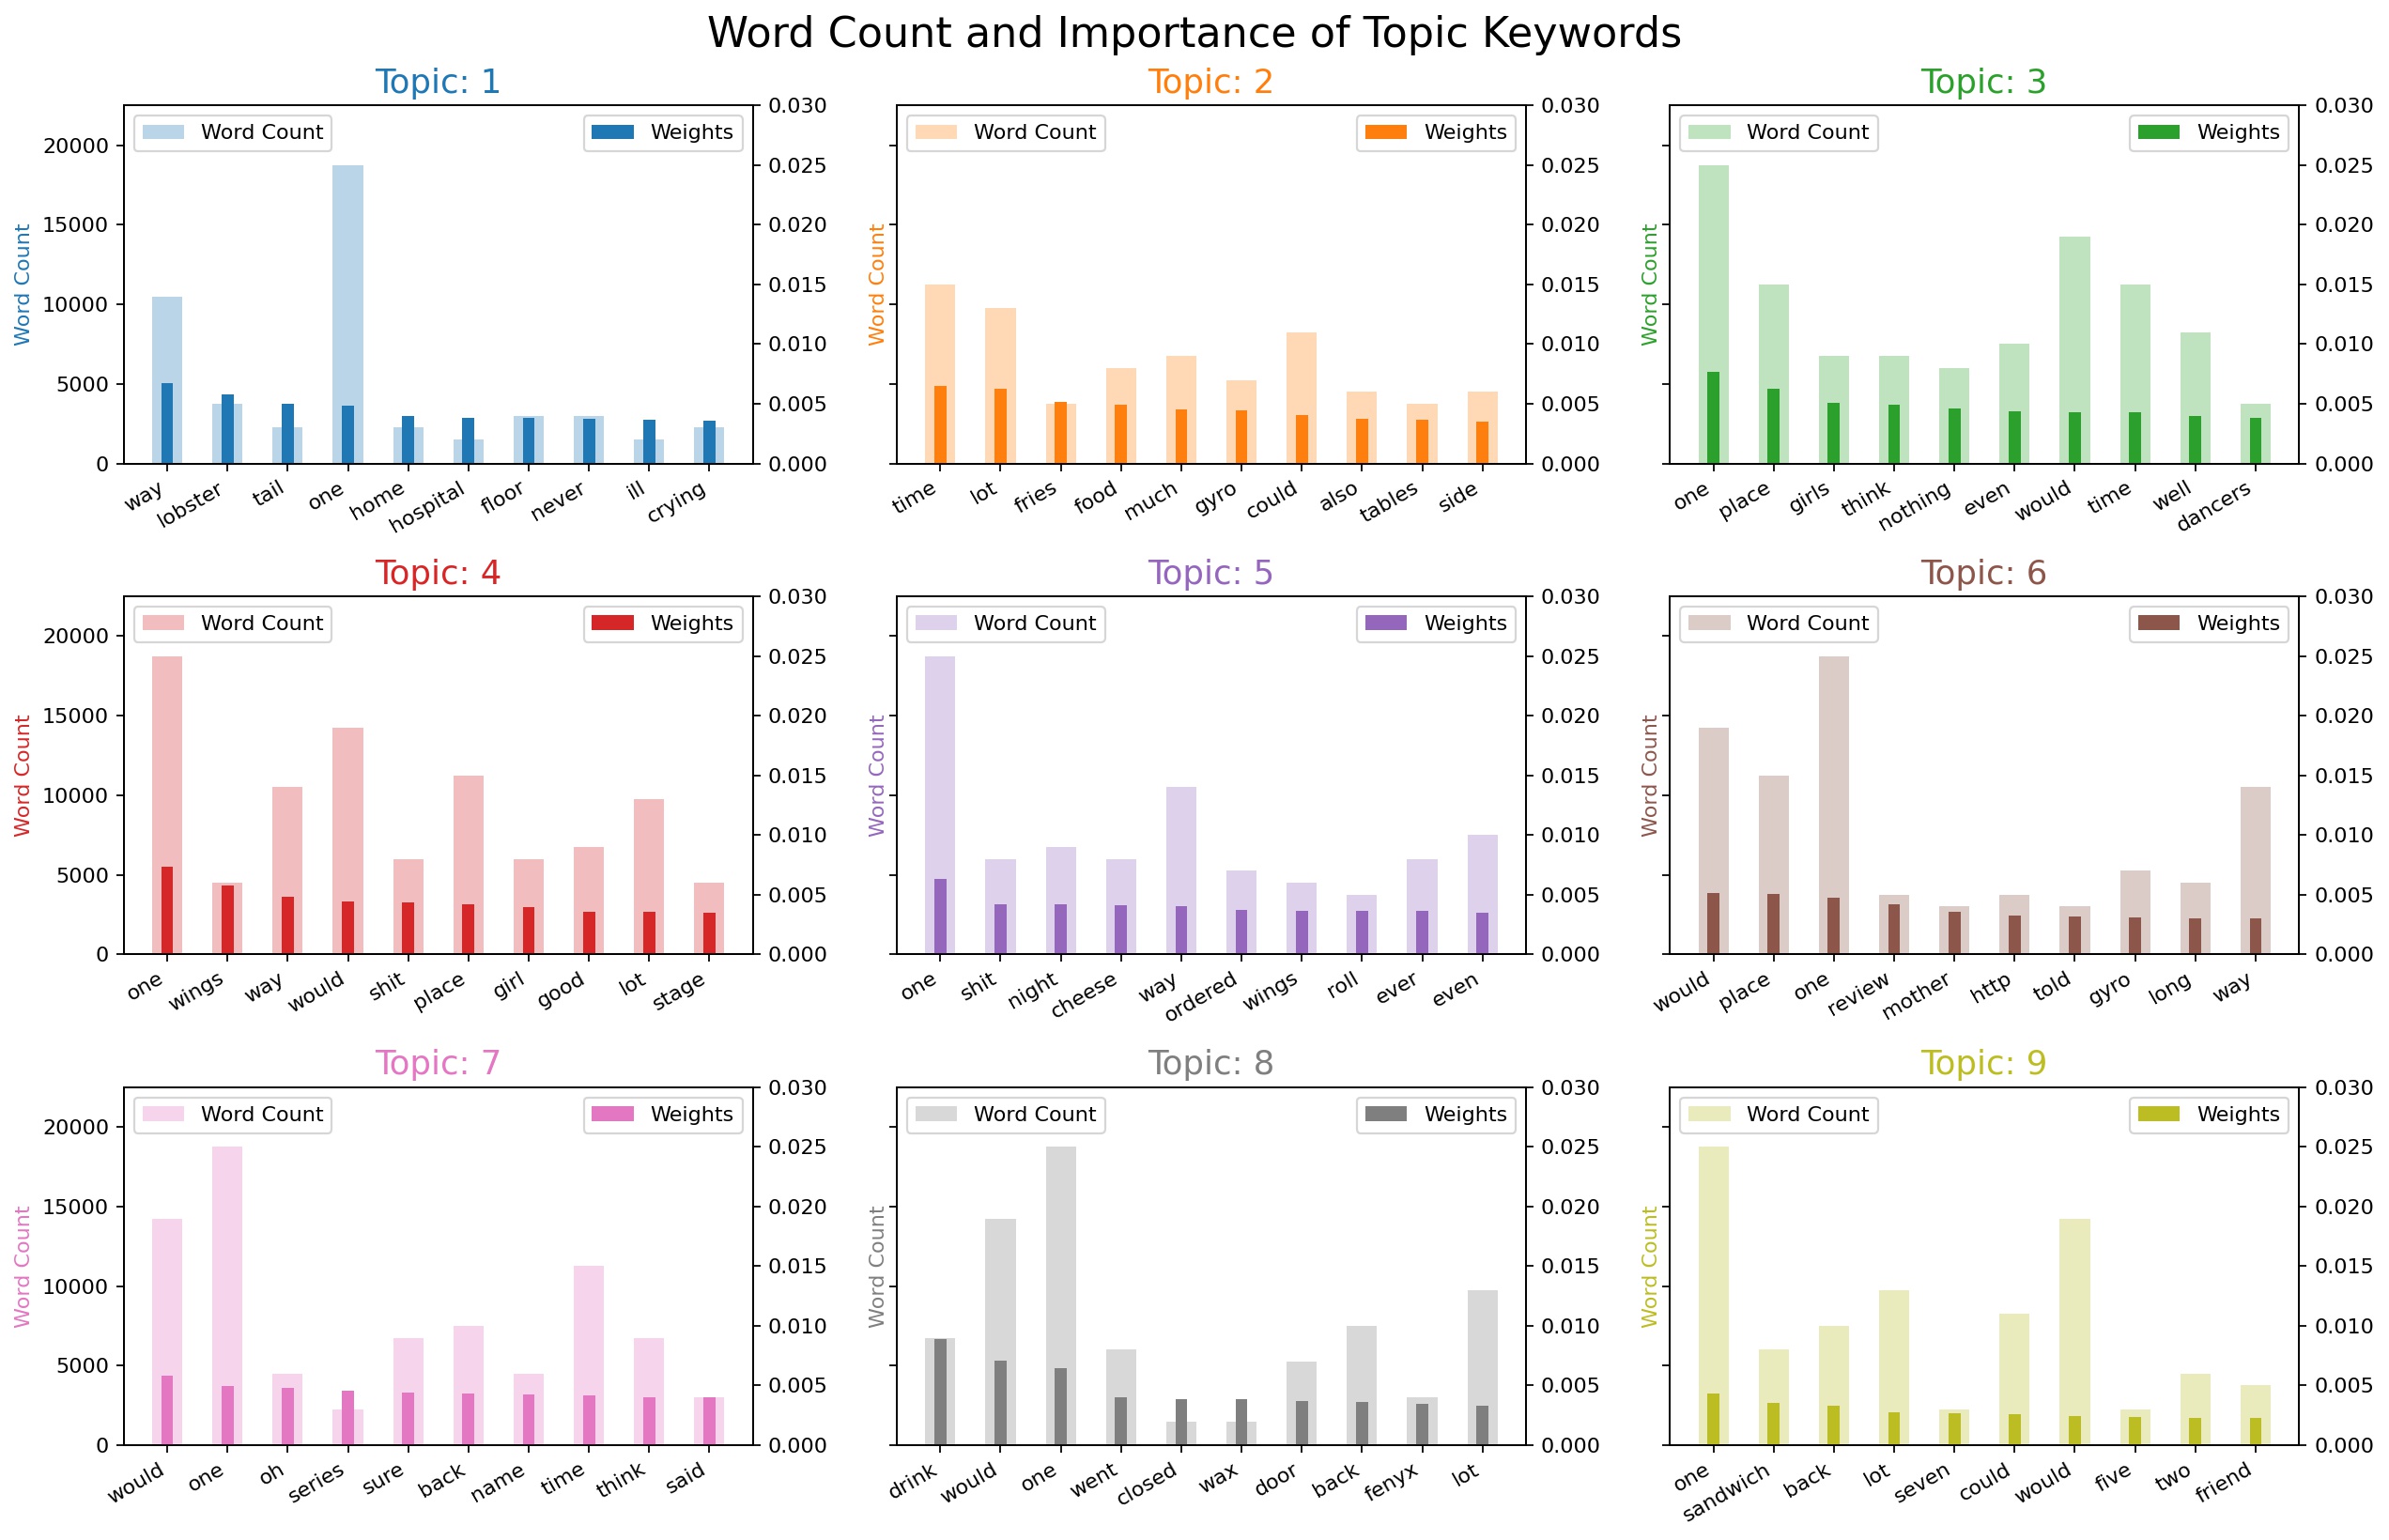 Word Count and Importance of Topic Keywords
Topic: 1
Word Count
Weights
Word Count
20000
15000
10000
5000
0
0.030
0.025
0.020
0.015
0.010
0.005
0.000
way lobster tail one home hospital floor never ill crying
Topic: 2
Word Count
Weights
Word Count
0.030
0.025
0.020
0.015
0.010
0.005
0.000
time lot fries food much gyro could also tables side
Topic: 3
Word Count
Weights
Word Count
0.030
0.025
0.020
0.015
0.010
0.005
0.000
one place girls think nothing even would time well dancers
Topic: 4
Word Count
Weights
Word Count
20000
15000
10000
5000
0
0.030
0.025
0.020
0.015
0.010
0.005
0.000
one wings way would shit place girl good lot stage
Topic: 5
Word Count
Weights
Word Count
0.030
0.025
0.020
0.015
0.010
0.005
0.000
one shit night cheese way ordered wings roll ever even
Topic: 6
Word Count
Weights
Word Count
0.030
0.025
0.020
0.015
0.010
0.005
0.000
would place one review mother http told gyro long way
Topic: 7
Word Count
Weights
Word Count
20000
15000
10000
5000
0
0.030
0.025
0.020
0.015
0.010
0.005
0.000
would one oh series sure back name time think said
Topic: 8
Word Count
Weights
Word Count
0.030
0.025
0.020
0.015
0.010
0.005
0.000
drink would one went closed wax door back fenyx lot
Topic: 9
Word Count
Weights
Word Count
0.030
0.025
0.020
0.015
0.010
0.005
0.000
one sandwich back lot seven could would five two friend